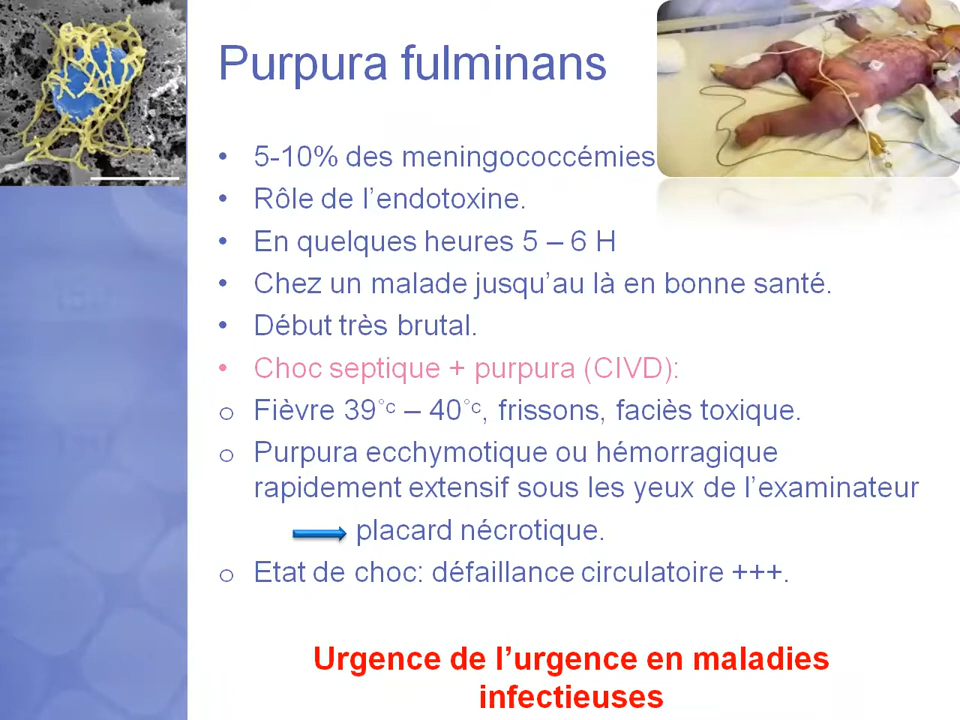 Purpura fulminans
• 5-10% des meningococcémies
• Rôle de l’endotoxine.
• En quelques heures 5 – 6 H
• Chez un malade jusqu’au là en bonne santé.
• Début très brutal.
• Choc septique + purpura (CIVD):
o Fièvre 39°c – 40°c, frissons, faciès toxique.
o Purpura ecchymotique ou hémorragique
rapidement extensif sous les yeux de l’examinateur
placard nécrotique.
o Etat de choc: défaillance circulatoire +++.
Urgence de l’urgence en maladies
infectieuses